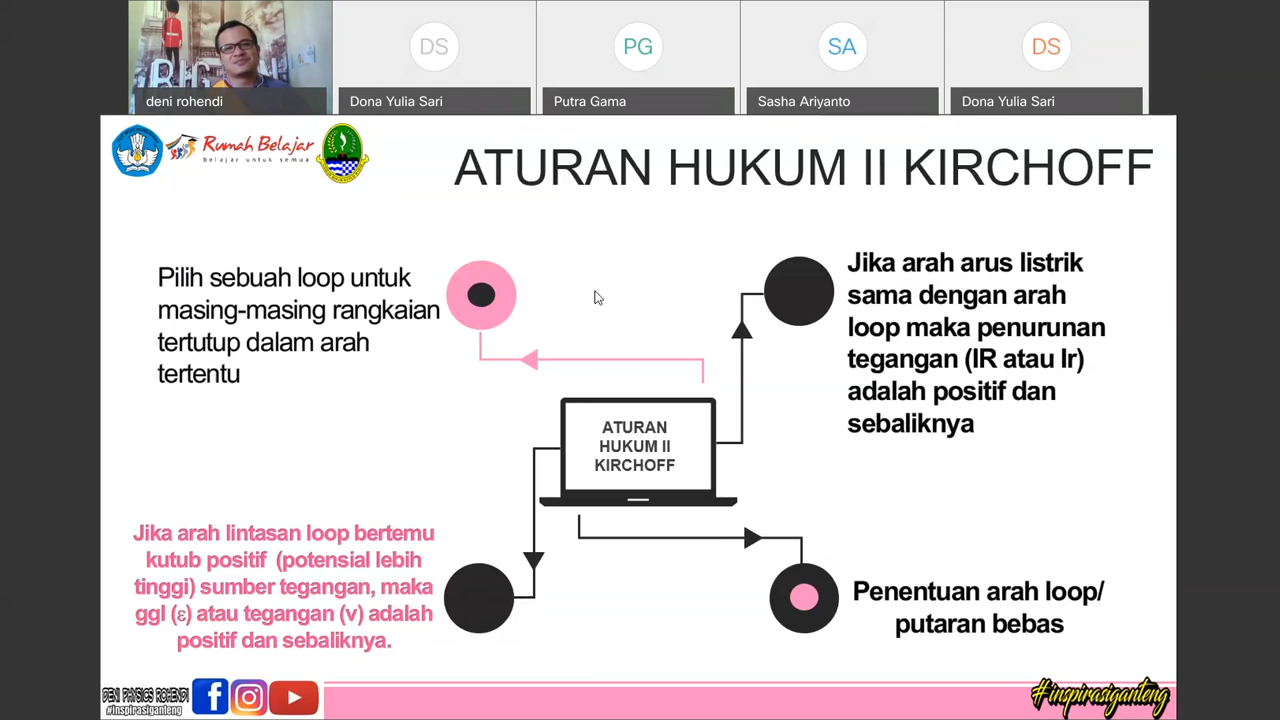 DS
PG
SA
DS
deni rohendi
Dona Yulia Sari
Putra Gama
Sasha Ariyanto
Dona Yulia Sari
Rumah Belajar
belajar untuk semua
ATURAN HUKUM II KIRCHOFF
Pilih sebuah loop untuk
masing-masing rangkaian
tertutup dalam arah
tertentu
Jika arah arus listrik
sama dengan arah
loop maka penurunan
tegangan (IR atau Ir)
adalah positif dan
sebaliknya
ATURAN
HUKUM II
KIRCHOFF
Jika arah lintasan loop bertemu
kutub positif (potensial lebih
tinggi) sumber tegangan, maka
ggl (ε) atau tegangan (v) adalah
positif dan sebaliknya.
Penentuan arah loop/
putaran bebas
DENI PHYSICS ROHENDI
#Inspirasiganteng
#inspirasiganteng